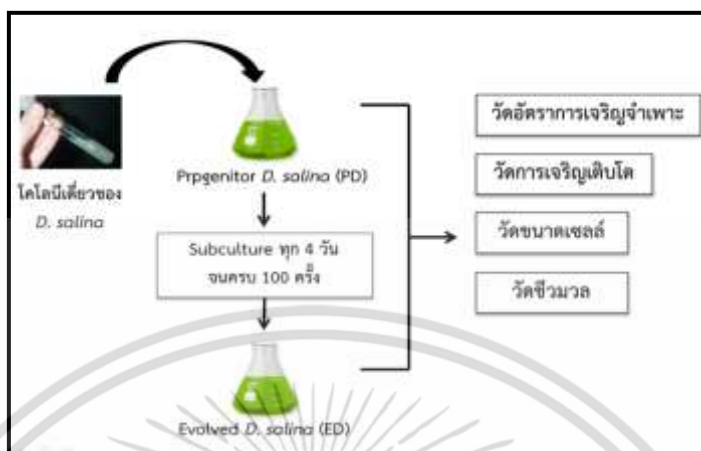 โคโลนีเดี่ยวของ
D. salina
Prpgenitor D. salina (PD)
Subculture ทุก 4 วัน
จนครบ 100 ครั้ง
Evolved D. salina (ED)
วัดอัตราการเจริญจำเพาะ
วัดการเจริญเติบโต
วัดขนาดเซลล์
วัดชีวมวล